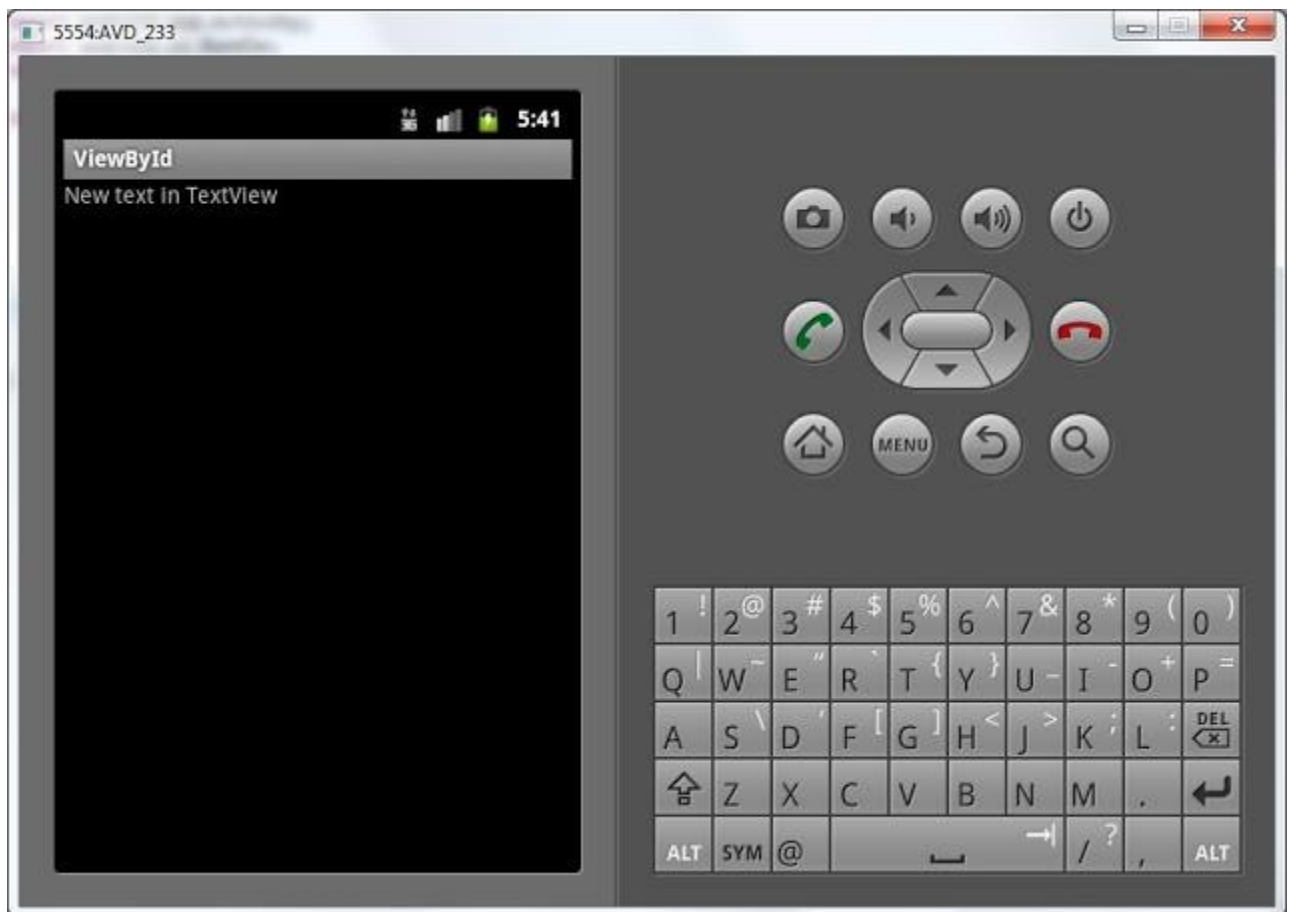 5554:AVD_233
3G
5:41
ViewById
New text in TextView
MENU
1 ! 2 @ 3 # 4 $ 5 % 6 ^ 7 & 8 * 9 ( 0 )
Q | W ~ E " R ` T { Y } U _ I - O + P =
A S \ D ' F [ G ] H < J > K ; L : DEL
Z X C V B N M .
ALT SYM @ / ? , ALT